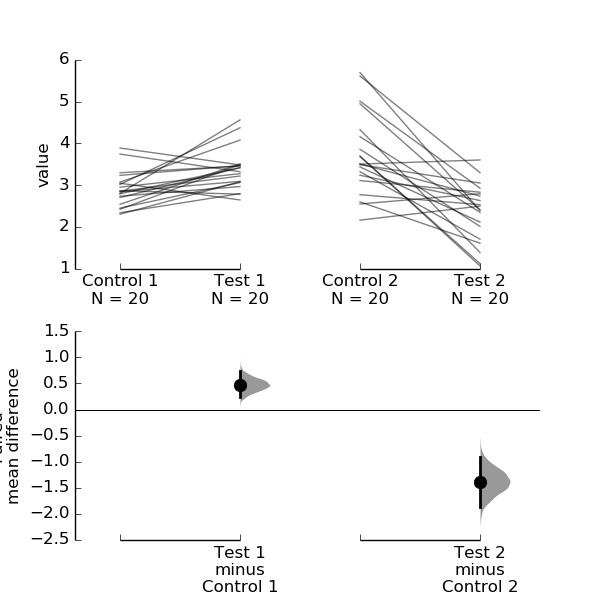 6
5
4
3
2
1
value
Control 1
N = 20
Test 1
N = 20
Control 2
N = 20
Test 2
N = 20
1.5
1.0
0.5
0.0
−0.5
−1.0
−1.5
−2.0
−2.5
mean difference
Test 1
minus
Control 1
Test 2
minus
Control 2